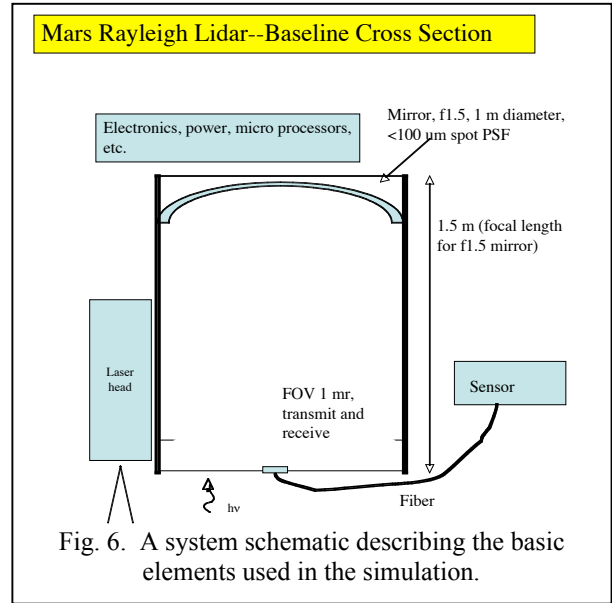 Mars Rayleigh Lidar--Baseline Cross Section
Electronics, power, micro processors,
etc.
Mirror, f1.5, 1 m diameter,
<100 um spot PSF
1.5 m (focal length
for f1.5 mirror)
Laser
head
FOV 1 mr,
transmit and
receive
Sensor
hν
Fiber
Fig. 6. A system schematic describing the basic
elements used in the simulation.